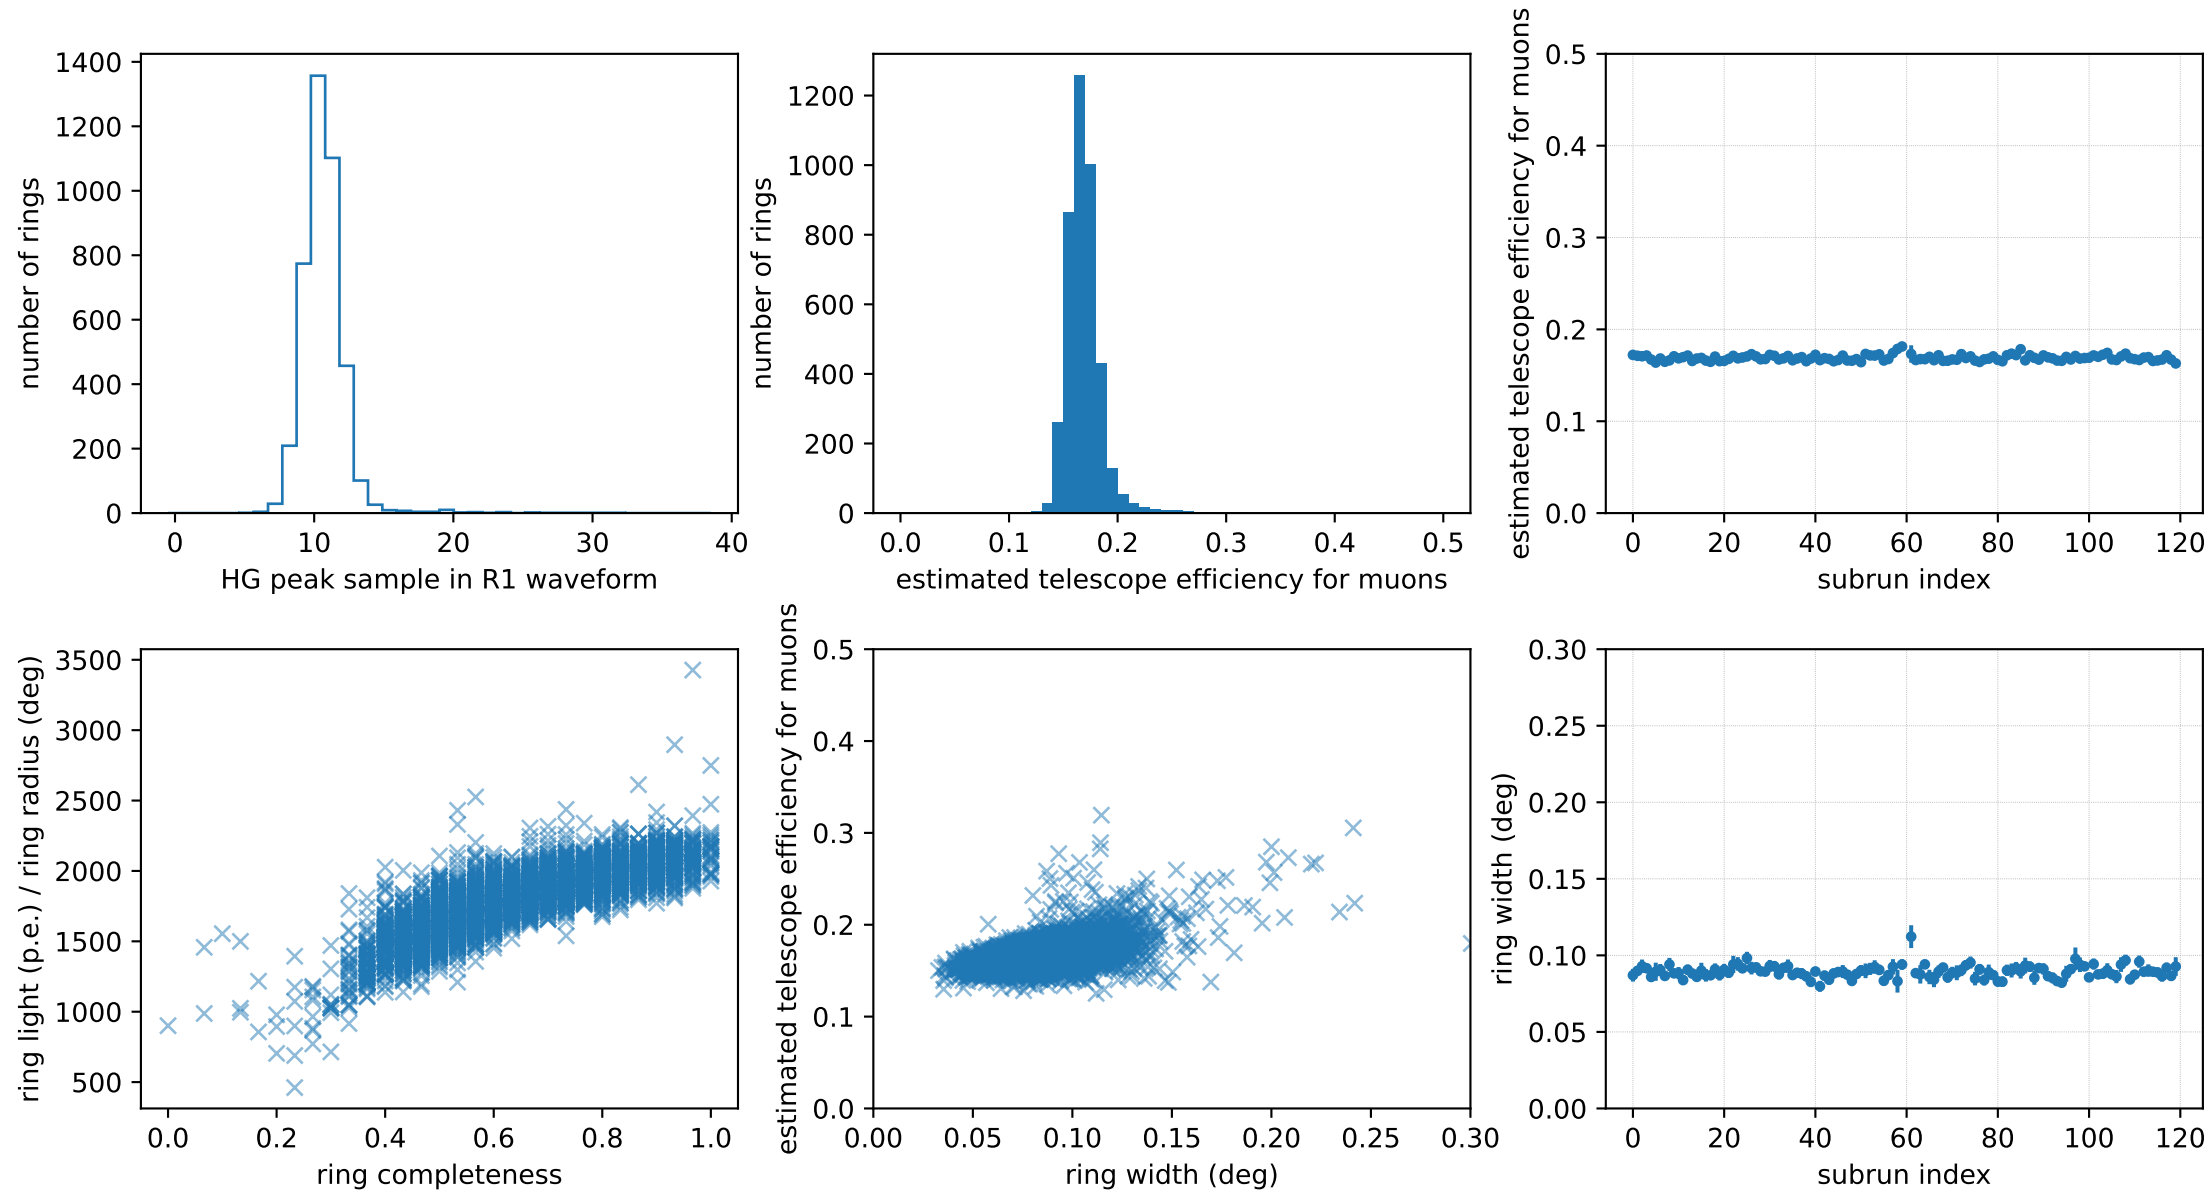 number of rings
1400
1200
1000
800
600
400
200
0
0 10 20 30 40
HG peak sample in R1 waveform
number of rings
1200
1000
800
600
400
200
0
0.0 0.1 0.2 0.3 0.4 0.5
estimated telescope efficiency for muons
estimated telescope efficiency for muons
0.5
0.4
0.3
0.2
0.1
0.0
0 20 40 60 80 100 120
subrun index
ring light (p.e.) / ring radius (deg)
3500
3000
2500
2000
1500
1000
500
0.0 0.2 0.4 0.6 0.8 1.0
ring completeness
estimated telescope efficiency for muons
0.5
0.4
0.3
0.2
0.1
0.0
0.00 0.05 0.10 0.15 0.20 0.25 0.30
ring width (deg)
ring width (deg)
0.30
0.25
0.20
0.15
0.10
0.05
0.00
0 20 40 60 80 100 120
subrun index